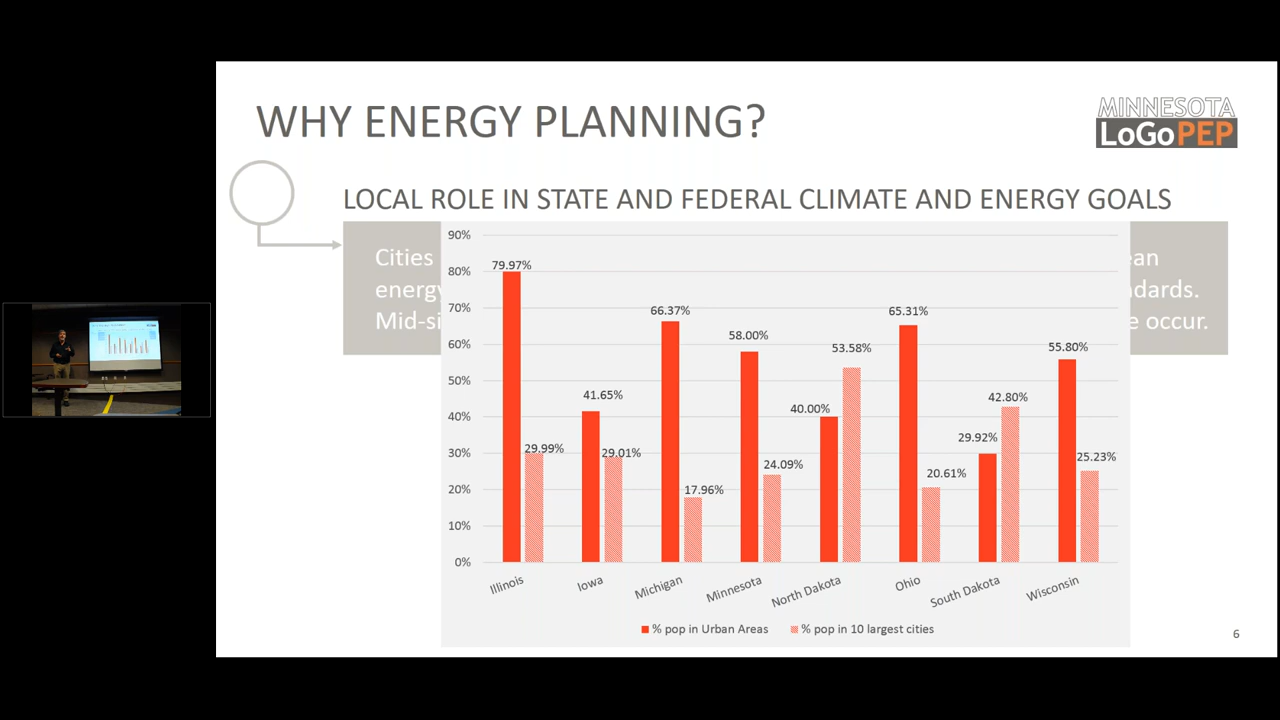 WHY ENERGY PLANNING?
MINNESOTA
LoGoPEP
LOCAL ROLE IN STATE AND FEDERAL CLIMATE AND ENERGY GOALS
Cities
energy
Mid-si
ean
dards.
e occur.
90%
80%
70%
60%
50%
40%
30%
20%
10%
0%
79.97%
29.99%
41.65%
29.01%
66.37%
17.96%
58.00%
24.09%
40.00%
53.58%
65.31%
20.61%
29.92%
42.80%
55.80%
25.23%
Illinois
Iowa
Michigan
Minnesota
North Dakota
Ohio
South Dakota
Wisconsin
% pop in Urban Areas
% pop in 10 largest cities
6